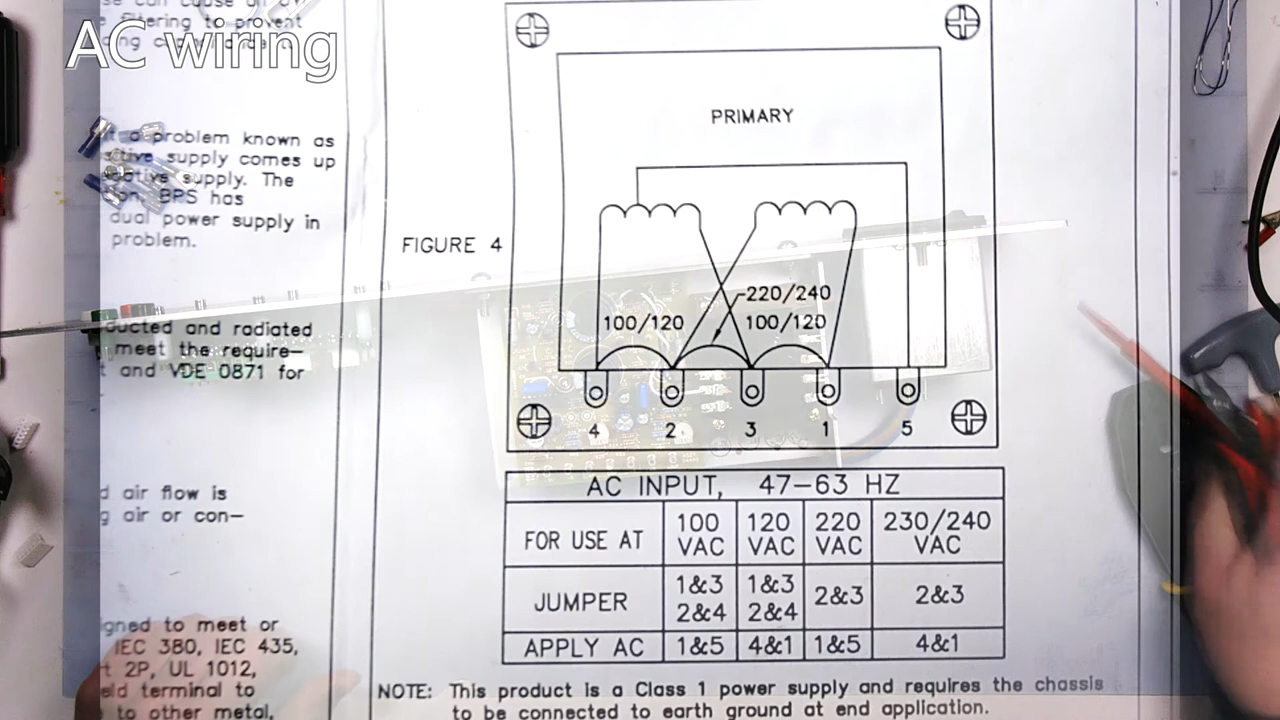 AC wiring
filtering to prevent
a problem known as
supply comes up
supply. The
BPS has
dual power supply in
problem.
and radiated
meet the require-
and VDE 0871 for
air flow is
air or con-
to meet or
IEC 380, IEC 435,
2P, UL 1012,
terminal to
to other metal,
FIGURE 4
PRIMARY
220/240
100/120 100/120
4 2 3 1 5
AC INPUT, 47-63 HZ
FOR USE AT 100 VAC 120 VAC 220 VAC 230/240 VAC
JUMPER 1&3 2&4 1&3 2&4 2&3 2&3
APPLY AC 1&5 4&1 1&5 4&1
NOTE: This product is a Class 1 power supply and requires the chassis
to be connected to earth ground at end application.